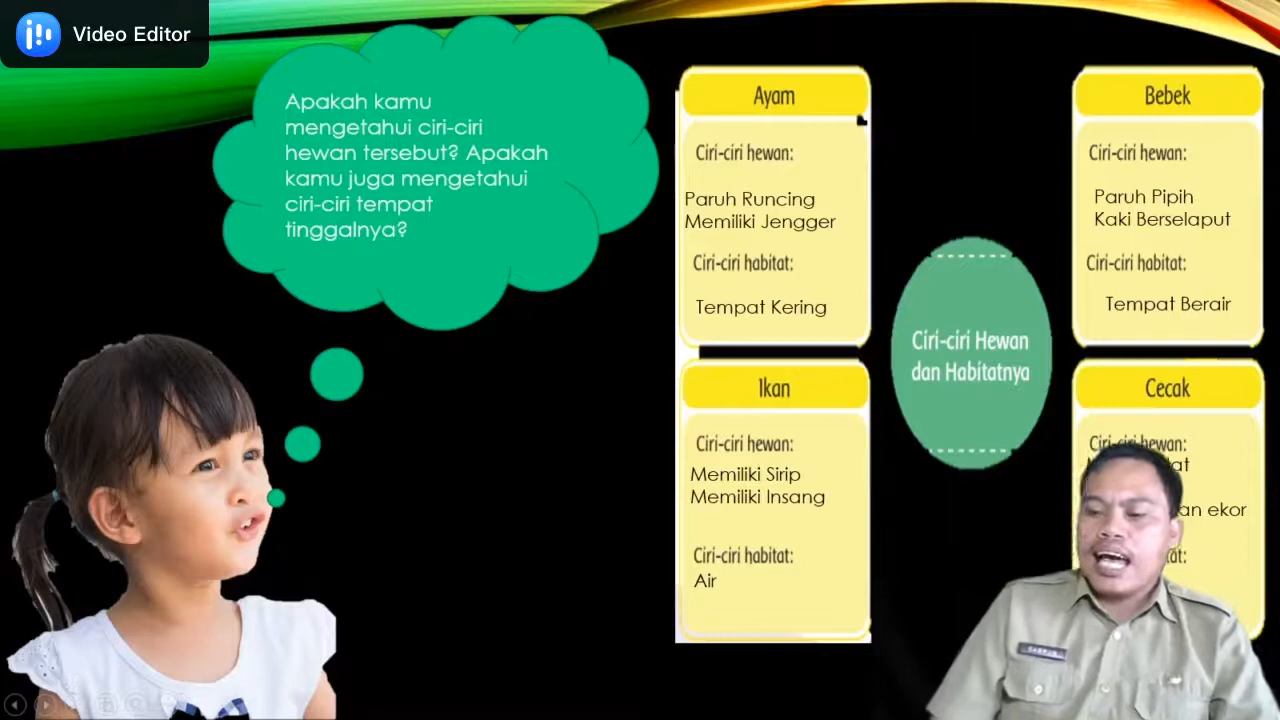 Video Editor
Apakah kamu
mengetahui ciri-ciri
hewan tersebut? Apakah
kamu juga mengetahui
ciri-ciri tempat
tinggalnya?
Ayam
Ciri-ciri hewan:
Paruh Runcing
Memiliki Jengger
Ciri-ciri habitat:
Tempat Kering
Bebek
Ciri-ciri hewan:
Paruh Pipih
Kaki Berselaput
Ciri-ciri habitat:
Tempat Berair
Ciri-ciri Hewan
dan Habitatnya
Ikan
Ciri-ciri hewan:
Memiliki Sirip
Memiliki Insang
Ciri-ciri habitat:
Air
Cecak
Ciri-ciri hewan:
ekor